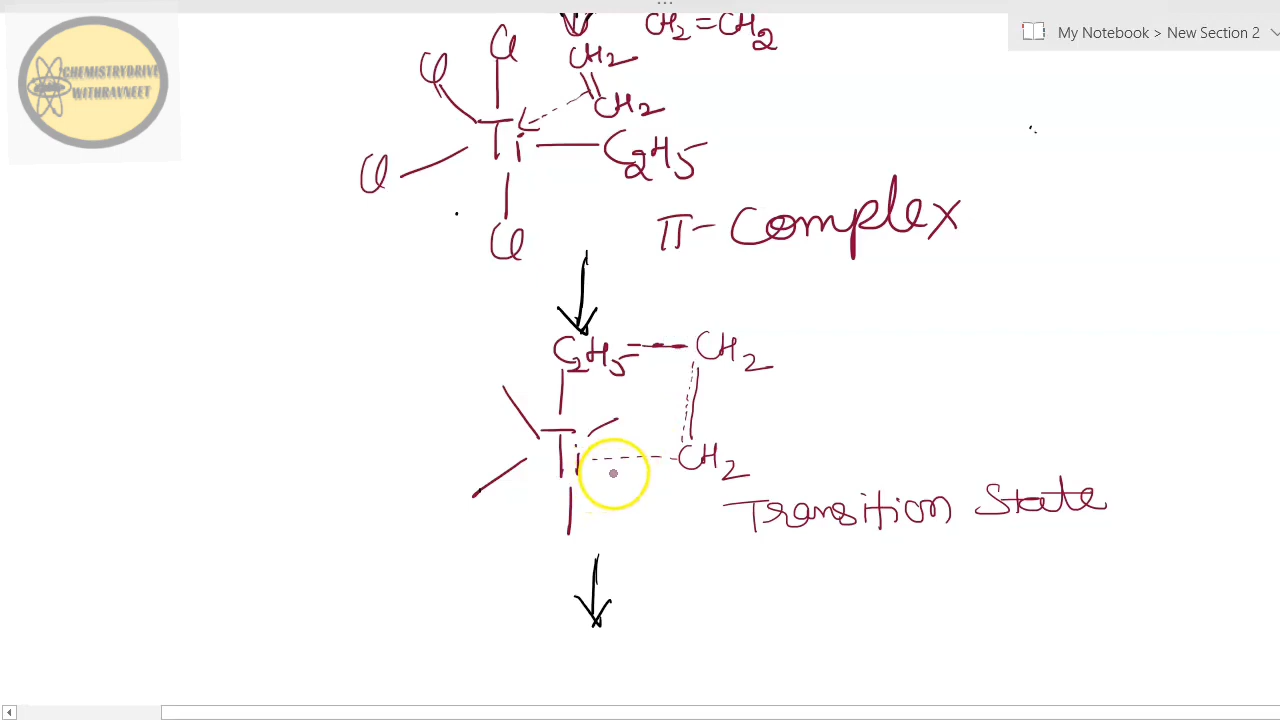 My Notebook > New Section 2
CHEMISTRYDRIVE
WITHRAVNEET
CH2=CH2
Cl
Cl
CH2
CH2
Ti
C2H5
Cl
Cl
π- Complex
C2H5
CH2
Ti
CH2
Transition State